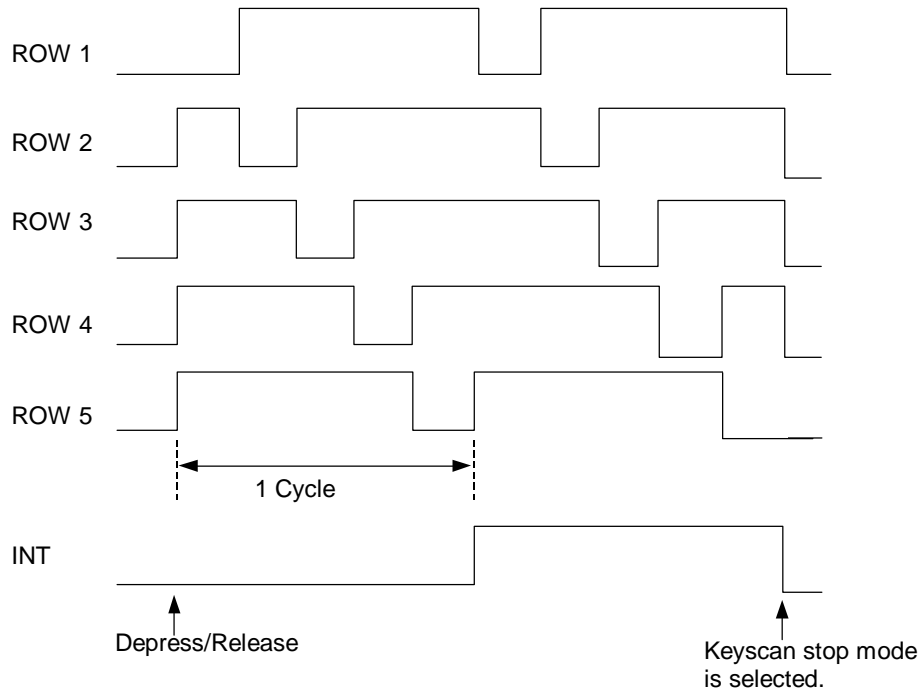 ROW 1
ROW 2
ROW 3
ROW 4
ROW 5
1 Cycle
INT
Depress/Release
Keyscan stop mode
is selected.